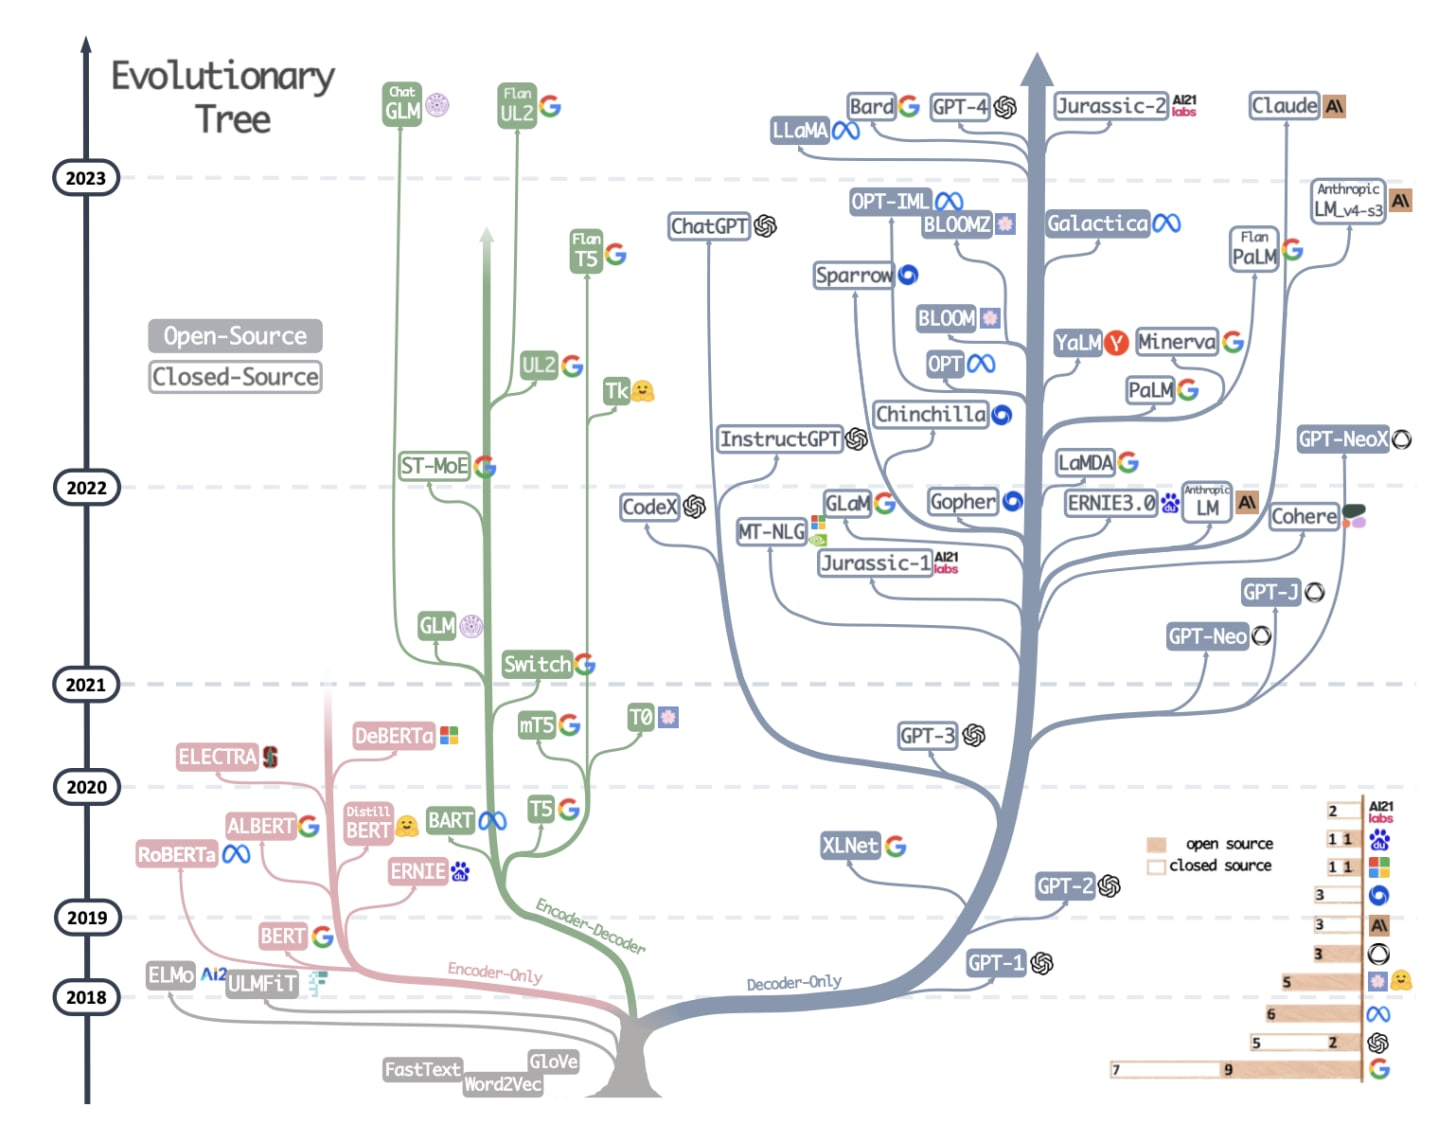 Evolutionary
Tree
2023
2022
2021
2020
2019
2018
Open-Source
Closed-Source
Chat
GLM
Flan
UL2
Flan
T5
UL2
Tk
ST-MoE
GLM
Switch
mT5
T0
T5
BART
Encoder-Decoder
DeBERTa
ELECTRA
Distill
BERT
ALBERT
RoBERTa
ERNIE
BERT
Encoder-Only
ELMo
Ai2
ULMFiT
FastText
Word2Vec
GloVe
Bard
GPT-4
Jurassic-2
AI21
labs
Claude
A\
LLaMA
Anthropic
LM_v4-s3
A\
OPT-IML
BLOOMZ
Galactica
ChatGPT
Flan
PaLM
Sparrow
BLOOM
YaLM
Y
Minerva
OPT
PaLM
Chinchilla
InstructGPT
GPT-NeoX
LaMDA
CodeX
GLaM
Gopher
ERNIE3.0
du
Anthropic
LM
A\
Cohere
MT-NLG
Jurassic-1
AI21
labs
GPT-J
GPT-Neo
GPT-3
XLNet
GPT-2
GPT-1
Decoder-Only
open source
closed source
2
AI21
labs
1 1
du
1 1
3
3
A\
3
5
6
5 2
7 9